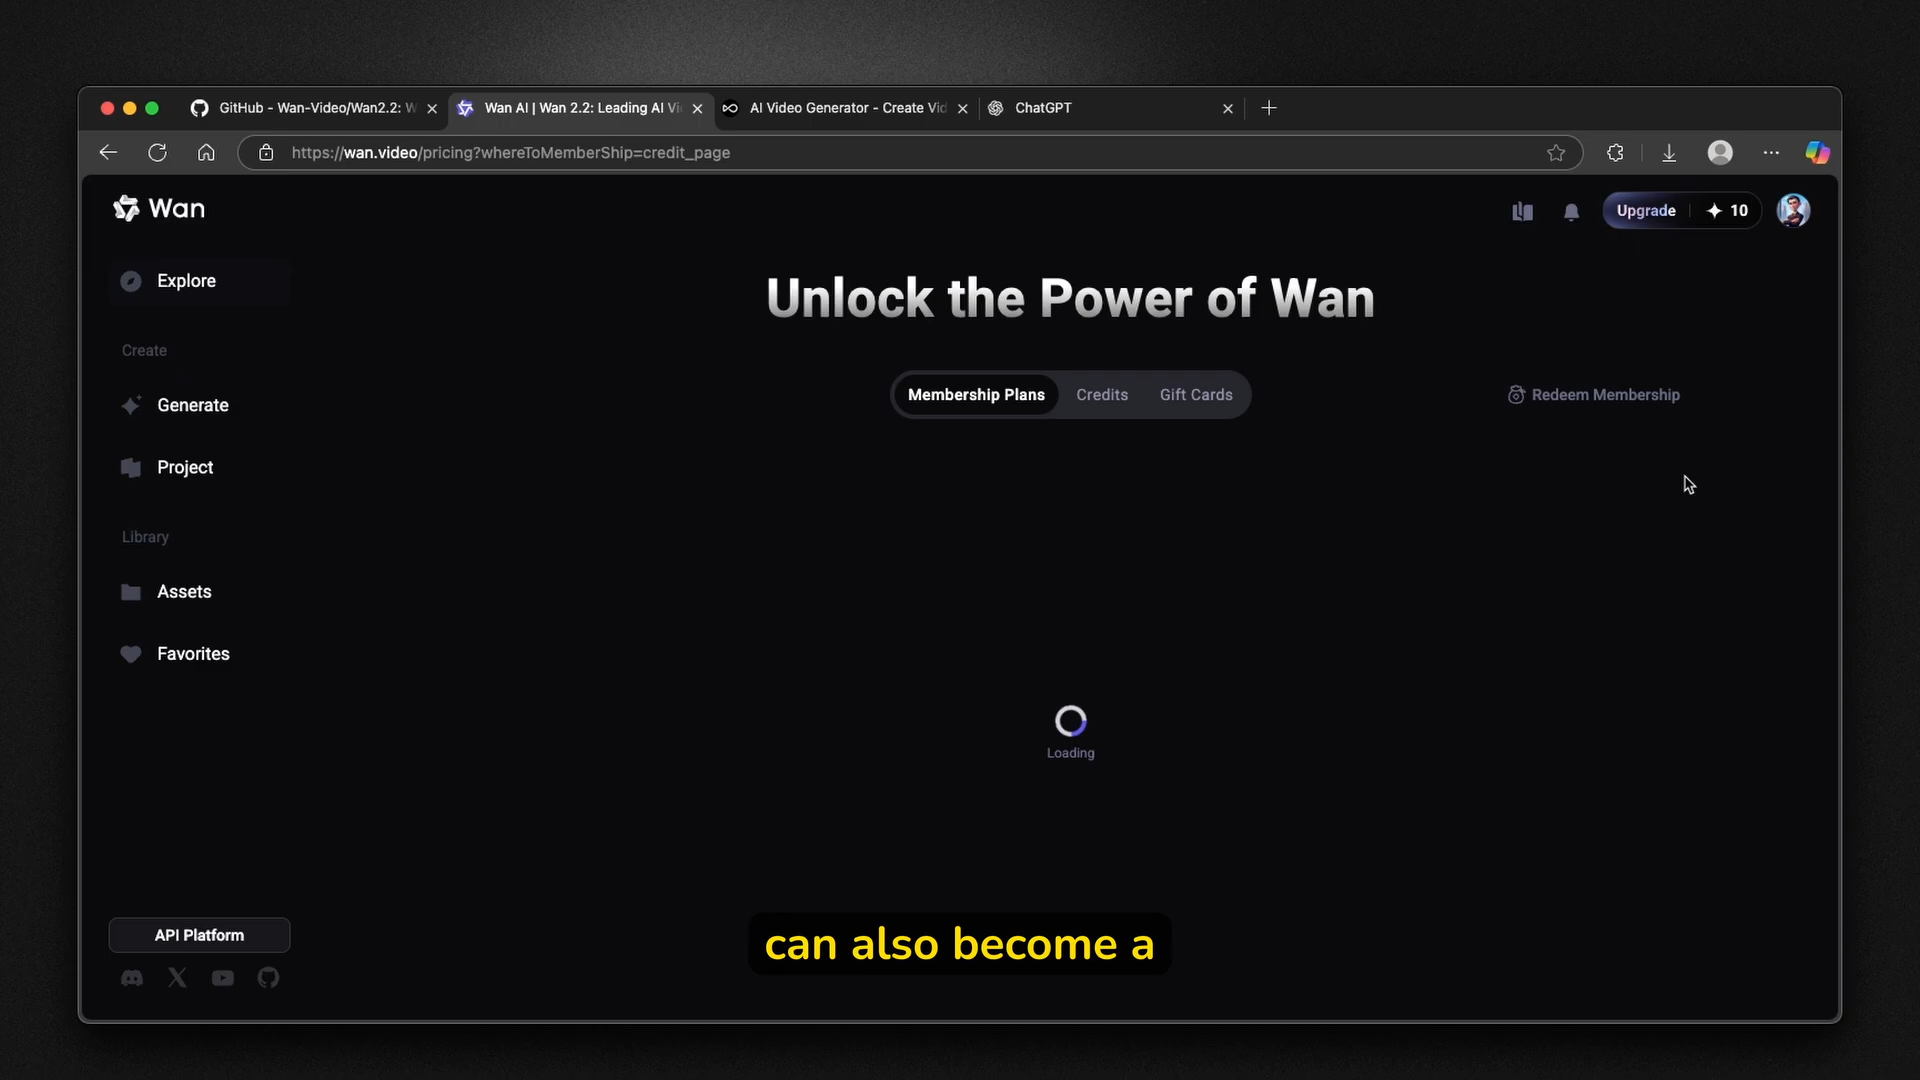 GitHub - Wan-Video/Wan2.2: W
Wan AI | Wan 2.2: Leading AI Vi
AI Video Generator - Create Vid
ChatGPT
https://wan.video/pricing?whereToMemberShip=credit_page
Wan
Upgrade
10
Explore
Unlock the Power of Wan
Create
Membership Plans
Credits
Gift Cards
Redeem Membership
Generate
Project
Library
Assets
Favorites
Loading
API Platform
can also become a